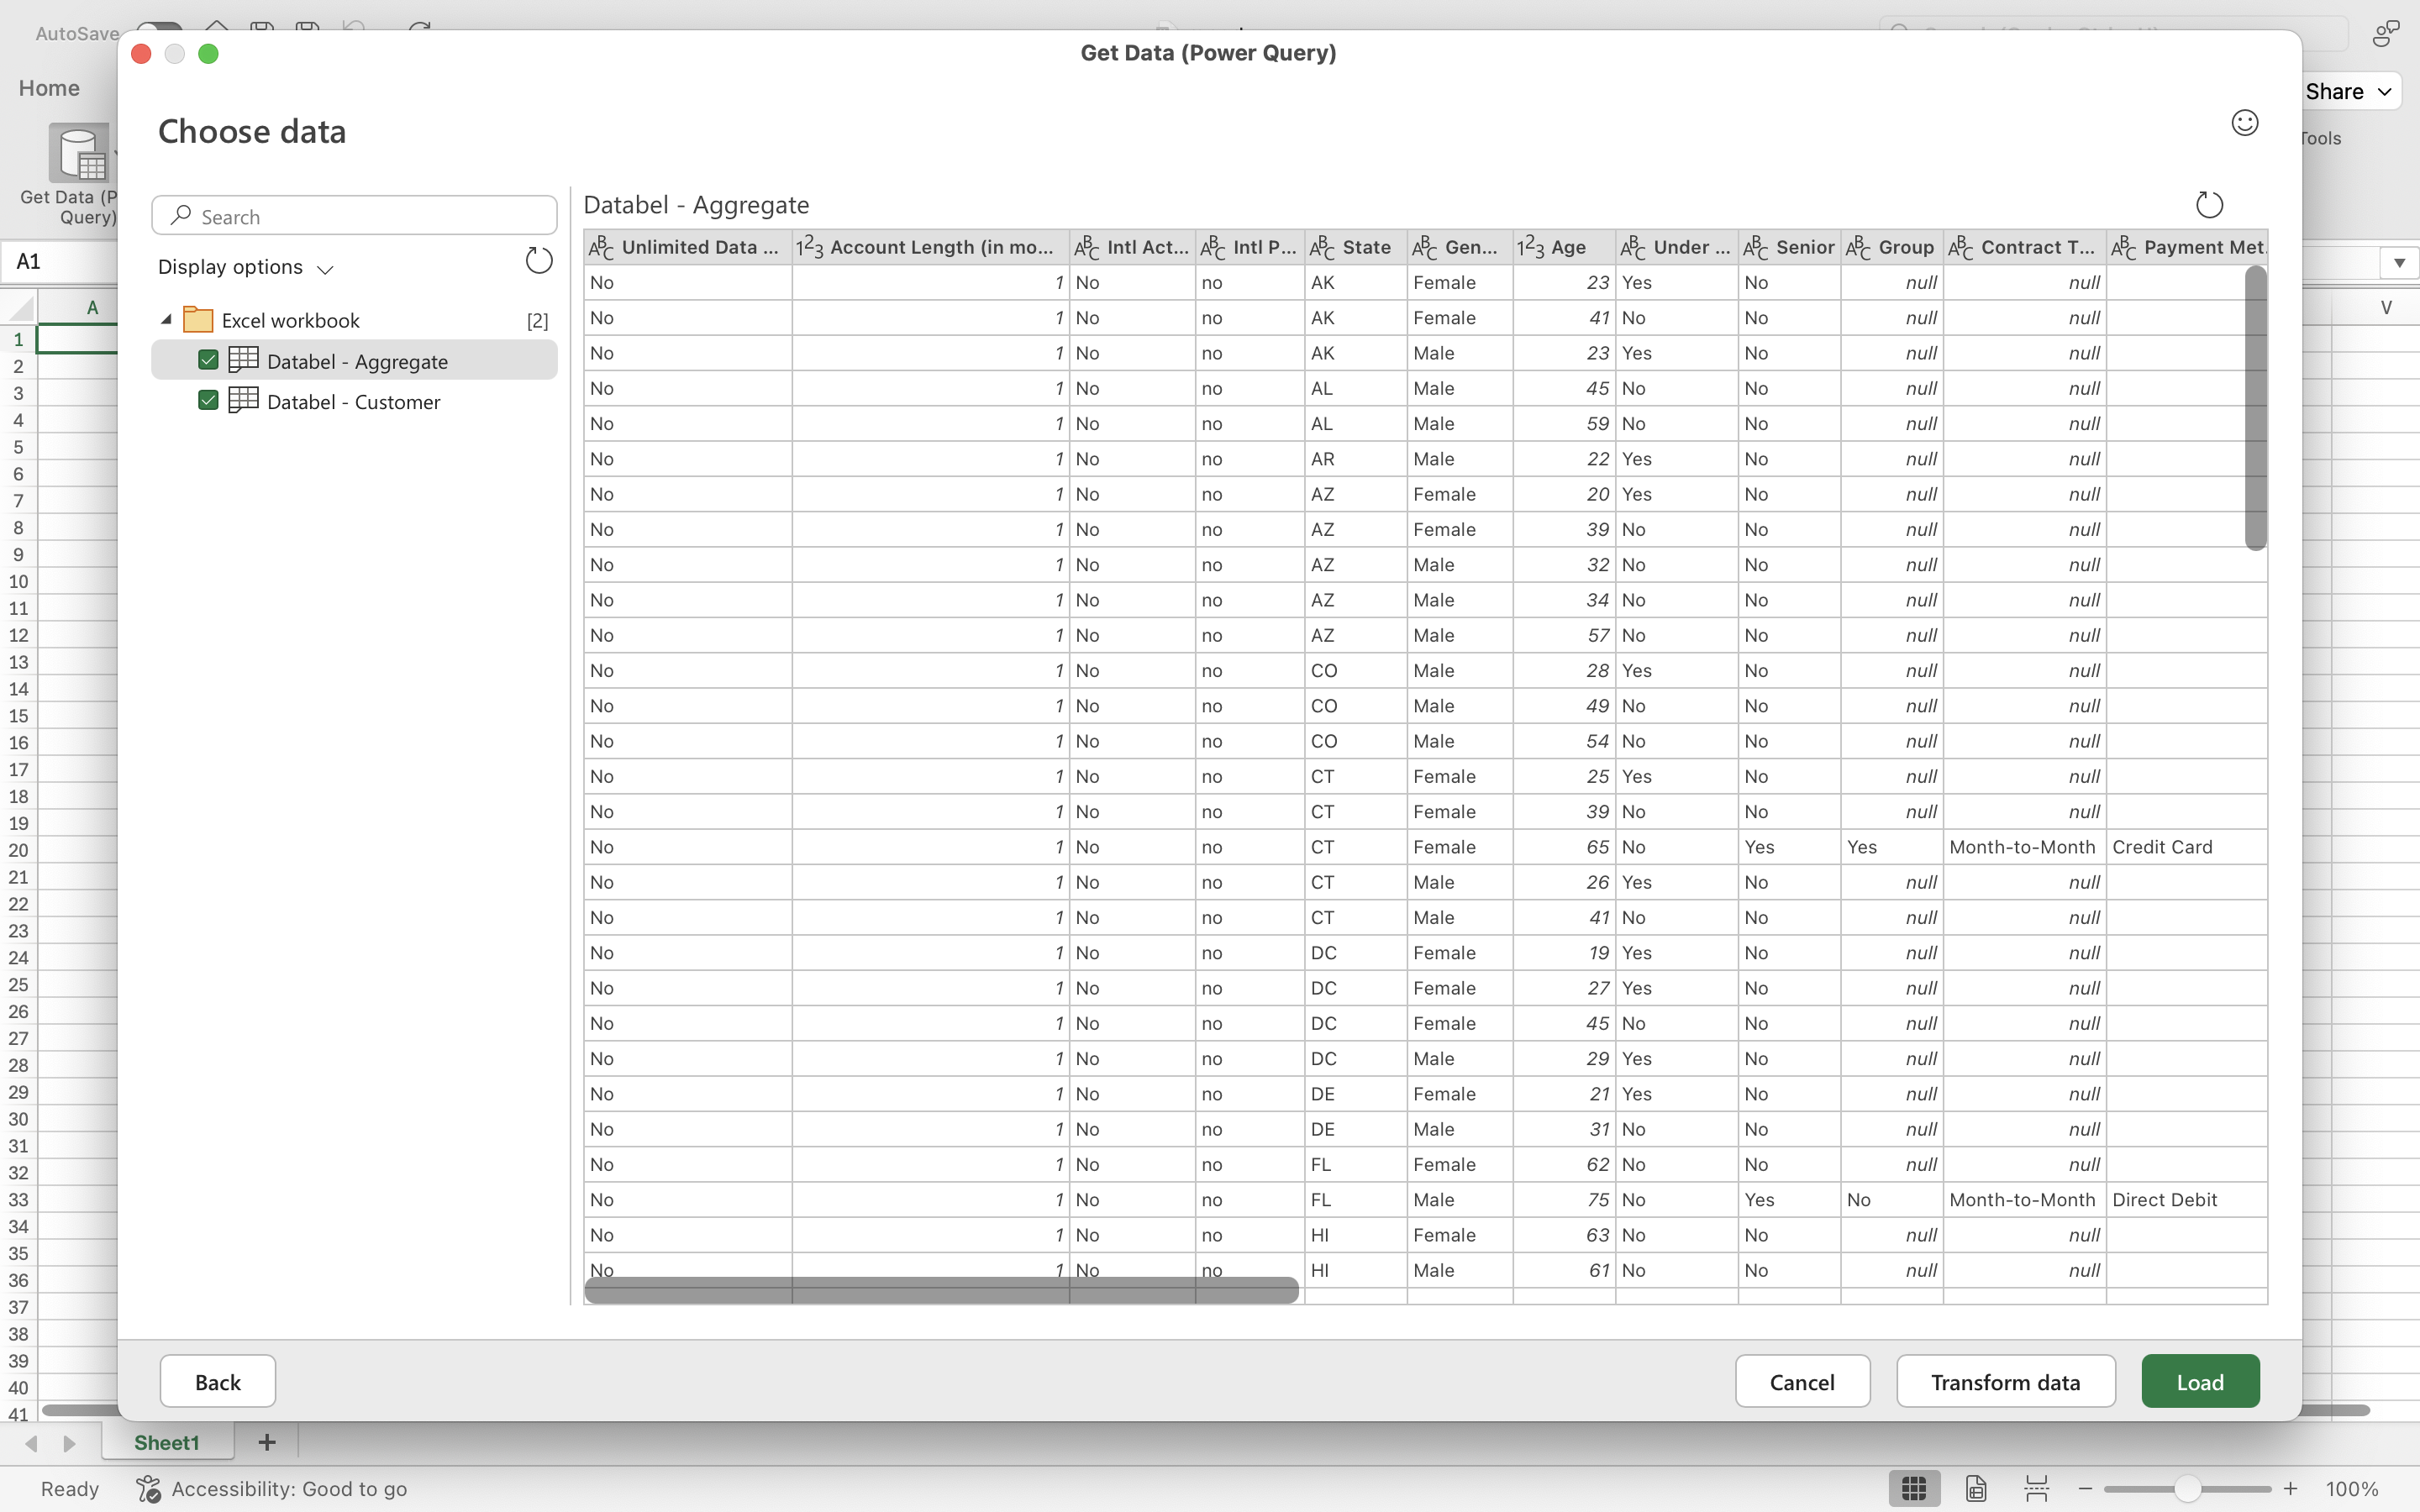 AutoSave
Get Data (Power Query)
Home
Share
Tools
Choose data
Get Data (P
Query)
Search
Display options
Excel workbook [2]
Databel - Aggregate
Databel - Customer
Databel - Aggregate
Unlimited Data ... 123 Account Length (in mo... ABC Intl Act... ABC Intl P... ABC State ABC Gen... 123 Age ABC Under ... ABC Senior ABC Group ABC Contract T... ABC Payment Met.
No 1 No no AK Female 23 Yes No null null
No 1 No no AK Female 41 No No null null
No 1 No no AK Male 23 Yes No null null
No 1 No no AL Male 45 No No null null
No 1 No no AL Male 59 No No null null
No 1 No no AR Male 22 Yes No null null
No 1 No no AZ Female 20 Yes No null null
No 1 No no AZ Female 39 No No null null
No 1 No no AZ Male 32 No No null null
No 1 No no AZ Male 34 No No null null
No 1 No no AZ Male 57 No No null null
No 1 No no CO Male 28 Yes No null null
No 1 No no CO Male 49 No No null null
No 1 No no CO Male 54 No No null null
No 1 No no CT Female 25 Yes No null null
No 1 No no CT Female 39 No No null null
No 1 No no CT Female 65 No Yes Yes Month-to-Month Credit Card
No 1 No no CT Male 26 Yes No null null
No 1 No no CT Male 41 No No null null
No 1 No no DC Female 19 Yes No null null
No 1 No no DC Female 27 Yes No null null
No 1 No no DC Female 45 No No null null
No 1 No no DC Male 29 Yes No null null
No 1 No no DE Female 21 Yes No null null
No 1 No no DE Male 31 No No null null
No 1 No no FL Female 62 No No null null
No 1 No no FL Male 75 No Yes No Month-to-Month Direct Debit
No 1 No no HI Female 63 No No null null
No 1 No no HI Male 61 No No null null
A1
A
V
1
2
3
4
5
6
7
8
9
10
11
12
13
14
15
16
17
18
19
20
21
22
23
24
25
26
27
28
29
30
31
32
33
34
35
36
37
38
39
40
41
Back Cancel Transform data Load
Sheet1
Ready Accessibility: Good to go 100%